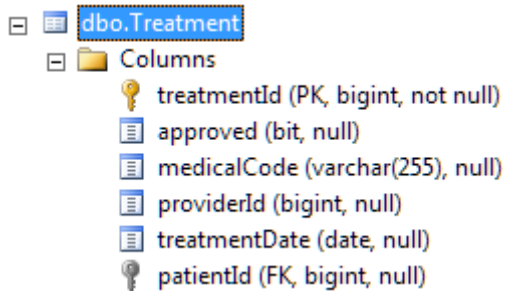 dbo.Treatment
Columns
treatmentId (PK, bigint, not null)
approved (bit, null)
medicalCode (varchar(255), null)
providerId (bigint, null)
treatmentDate (date, null)
patientId (FK, bigint, null)